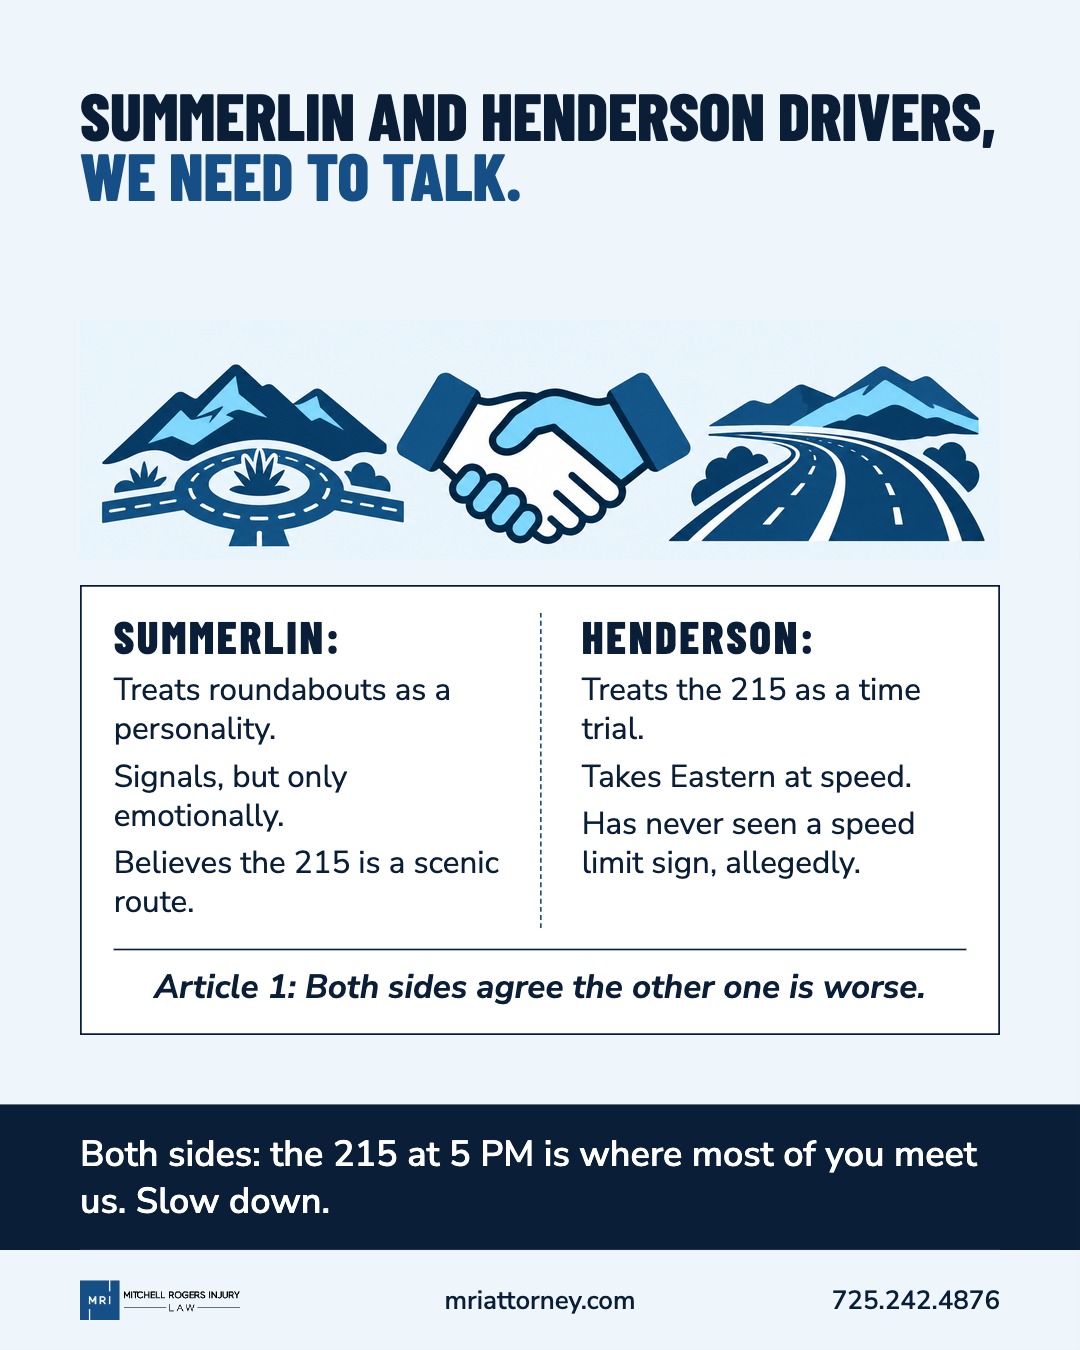 SUMMERLIN AND HENDERSON DRIVERS,
WE NEED TO TALK.
SUMMERLIN:
Treats roundabouts as a
personality.
Signals, but only
emotionally.
Believes the 215 is a scenic
route.
HENDERSON:
Treats the 215 as a time
trial.
Takes Eastern at speed.
Has never seen a speed
limit sign, allegedly.
Article 1: Both sides agree the other one is worse.
Both sides: the 215 at 5 PM is where most of you meet
us. Slow down.
MRI
MITCHELL ROGERS INJURY
LAW
mriattorney.com
725.242.4876